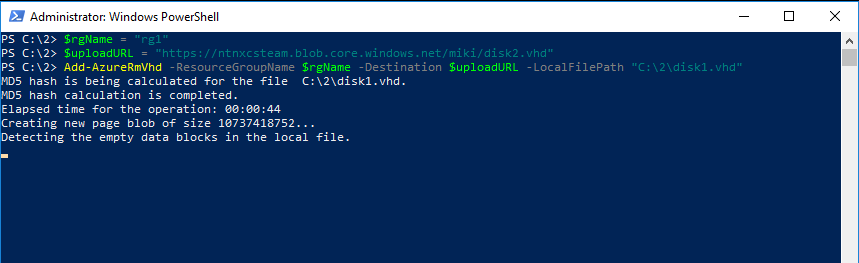 Administrator: Windows PowerShell
PS C:\2> $rgName = "rg1"
PS C:\2> $uploadURL = "https://ntnxcsteam.blob.core.windows.net/miki/disk2.vhd"
PS C:\2> Add-AzureRmVhd -ResourceGroupName $rgName -Destination $uploadURL -LocalFilePath "C:\2\disk1.vhd"
MD5 hash is being calculated for the file  C:\2\disk1.vhd.
MD5 hash calculation is completed.
Elapsed time for the operation: 00:00:44
Creating new page blob of size 10737418752...
Detecting the empty data blocks in the local file.